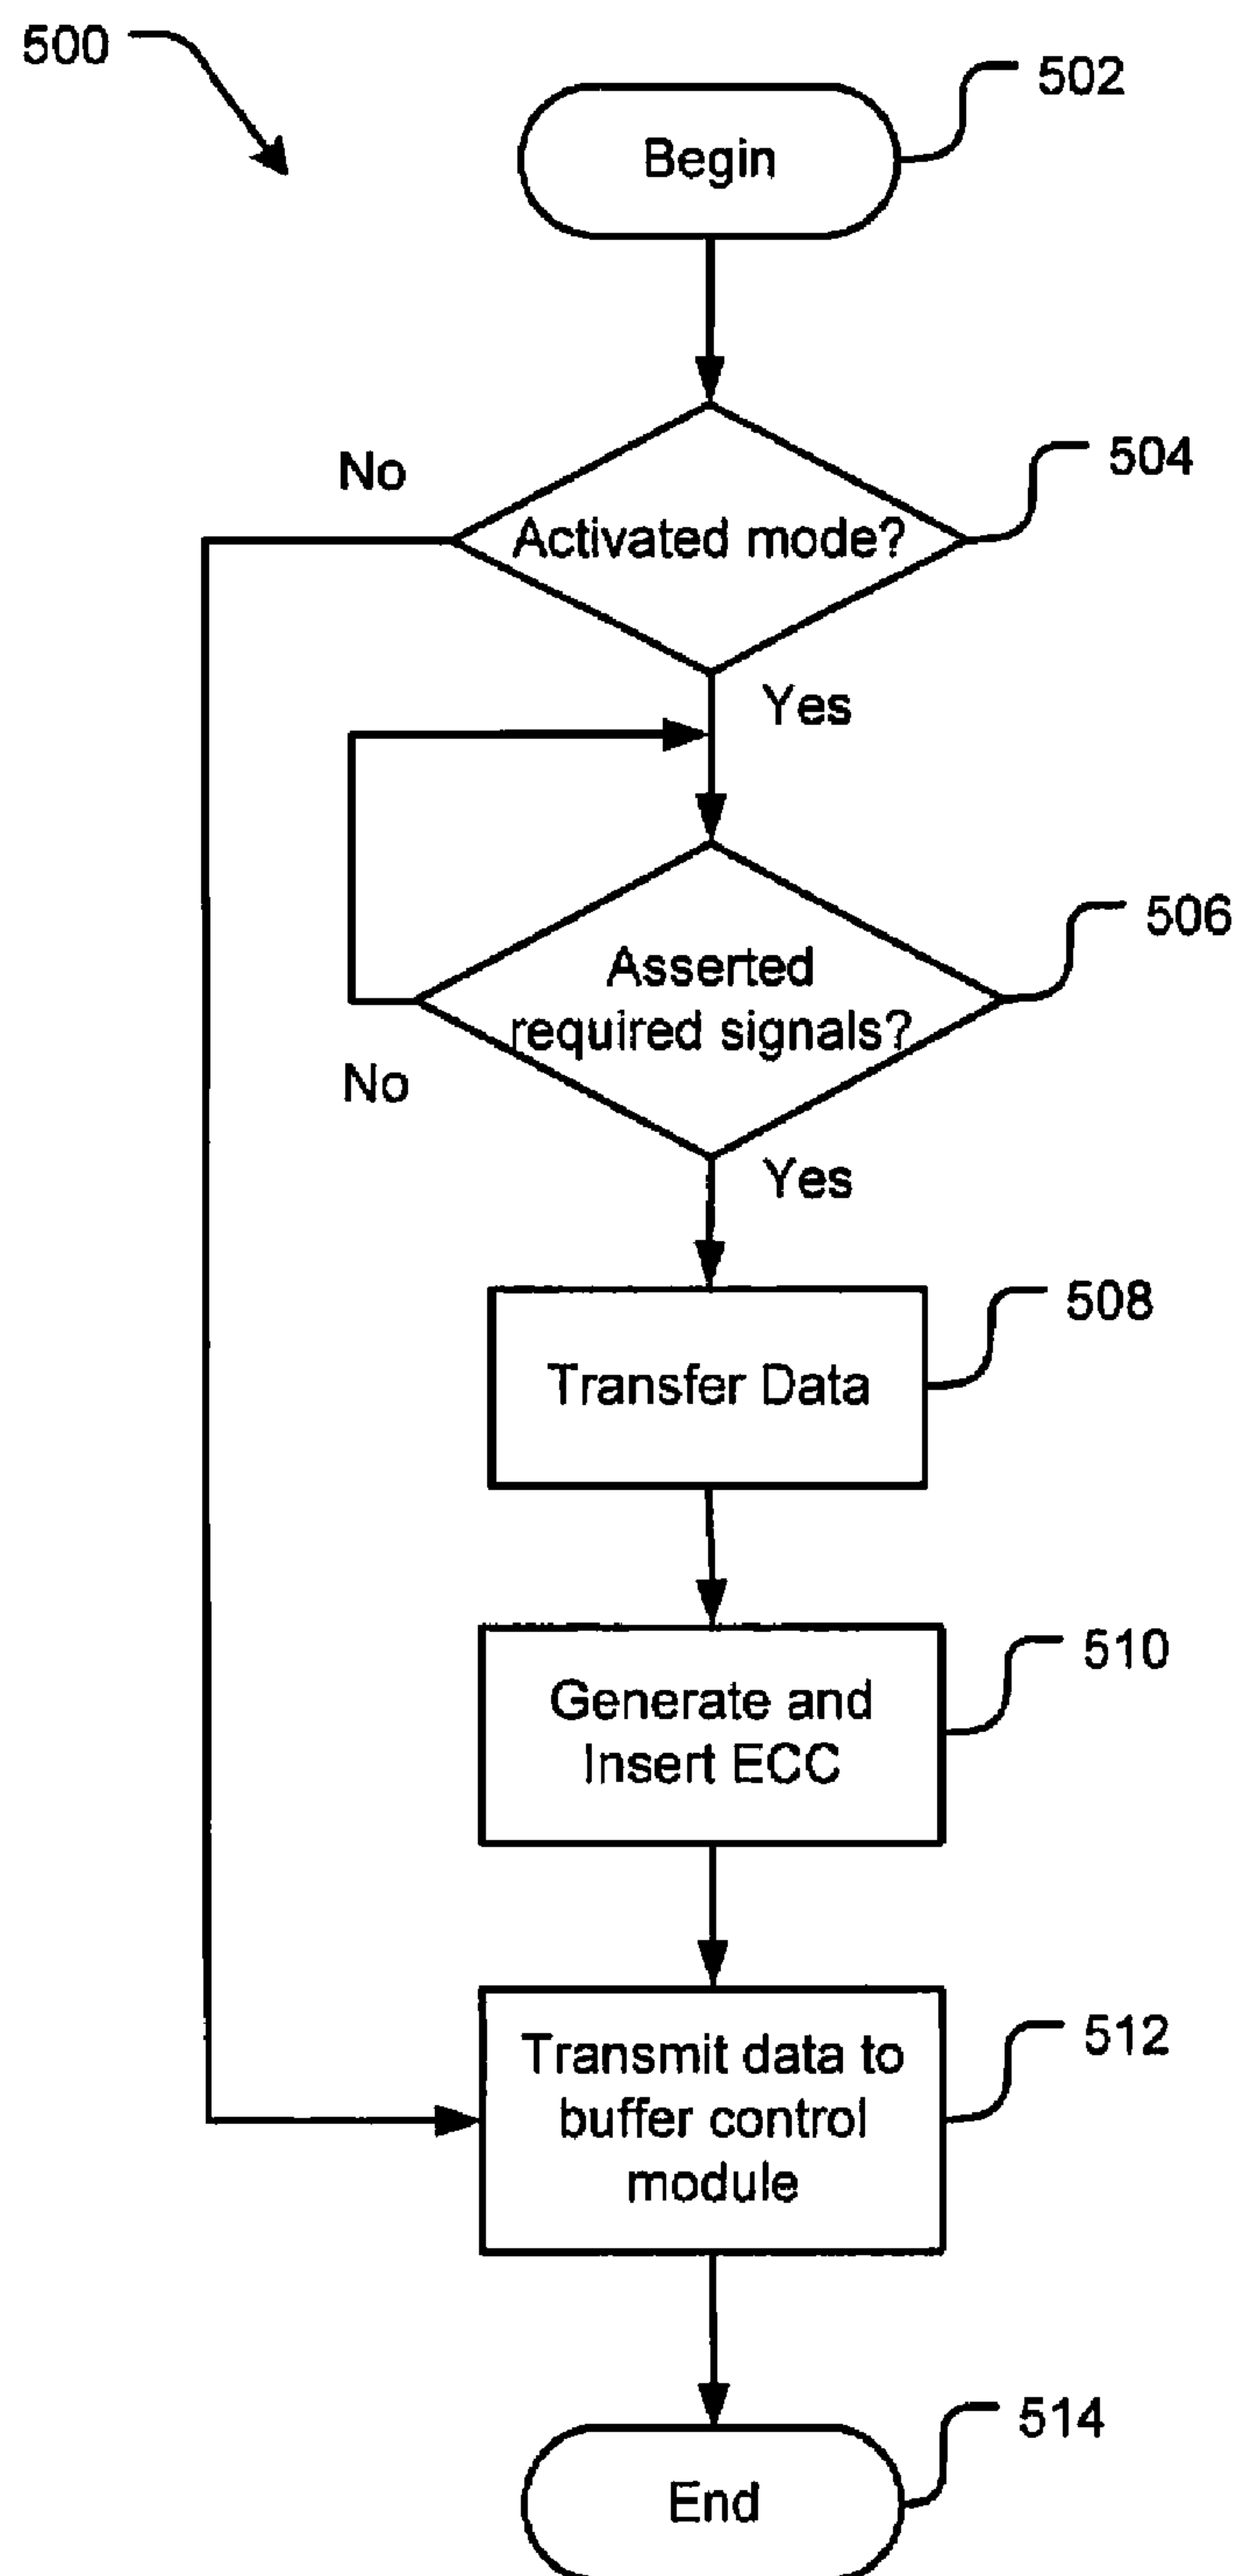 500
502
Begin
504
No
Activated mode?
Yes
506
Asserted
required signals?
No
Yes
508
Transfer Data
510
Generate and
Insert ECC
512
Transmit data to
buffer control
module
514
End